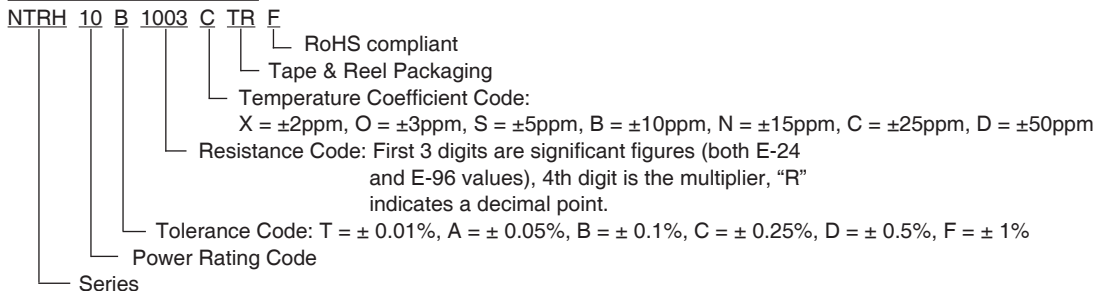 NTRH 10 B 1003 C TR F
RoHS compliant
Tape & Reel Packaging
Temperature Coefficient Code:
X = ±2ppm, O = ±3ppm, S = ±5ppm, B = ±10ppm, N = ±15ppm, C = ±25ppm, D = ±50ppm
Resistance Code: First 3 digits are significant figures (both E-24
and E-96 values), 4th digit is the multiplier, “R”
indicates a decimal point.
Tolerance Code: T = ± 0.01%, A = ± 0.05%, B = ± 0.1%, C = ± 0.25%, D = ± 0.5%, F = ± 1%
Power Rating Code
Series